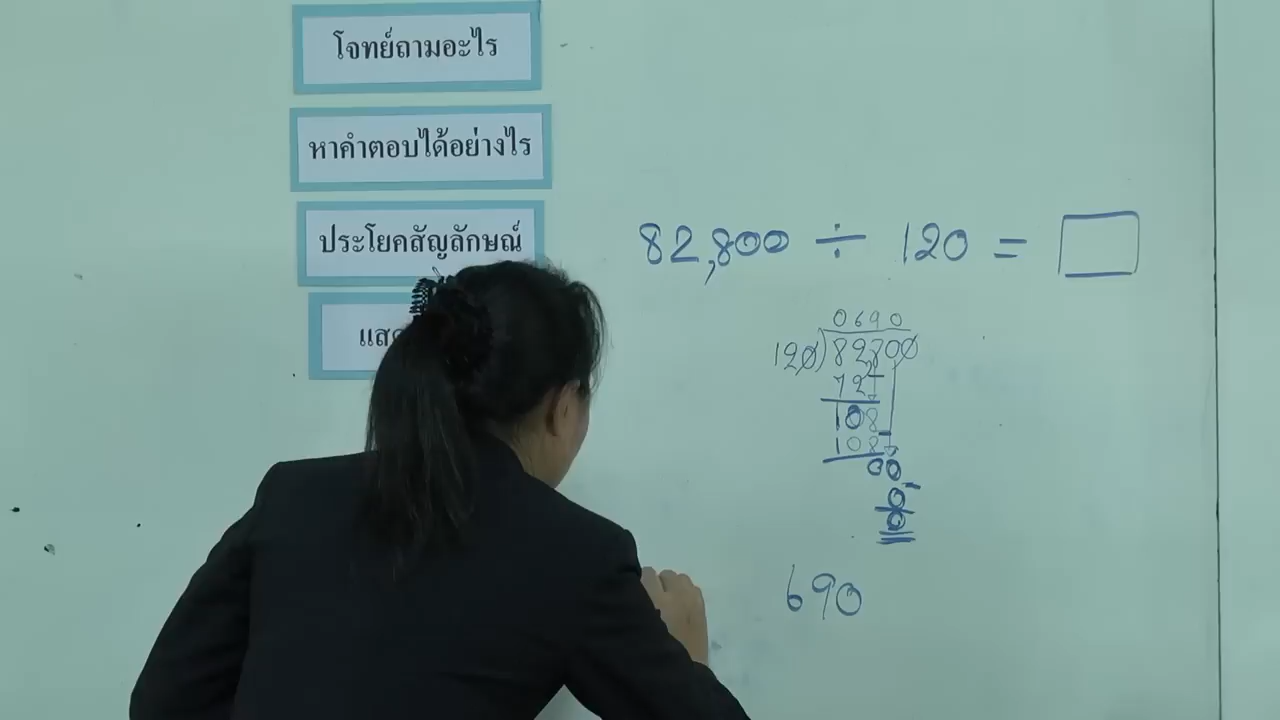 โจทย์ถามอะไร
หาคำตอบได้อย่างไร
ประโยคสัญลักษณ์
82,800 ÷ 120 =
0690
120)82800
72
108
108
00
0
0
690